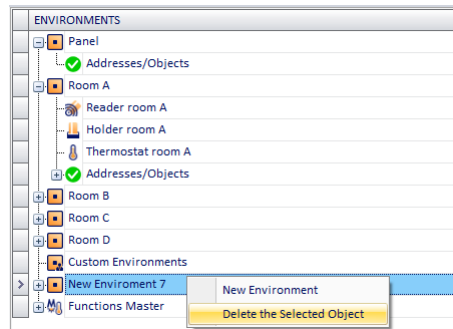 ENVIRONMENTS
Panel
Addresses/Objects
Room A
Reader room A
Holder room A
Thermostat room A
Addresses/Objects
Room B
Room C
Room D
Custom Environments
New Enviroment 7
New Environment
Functions Master
Delete the Selected Object